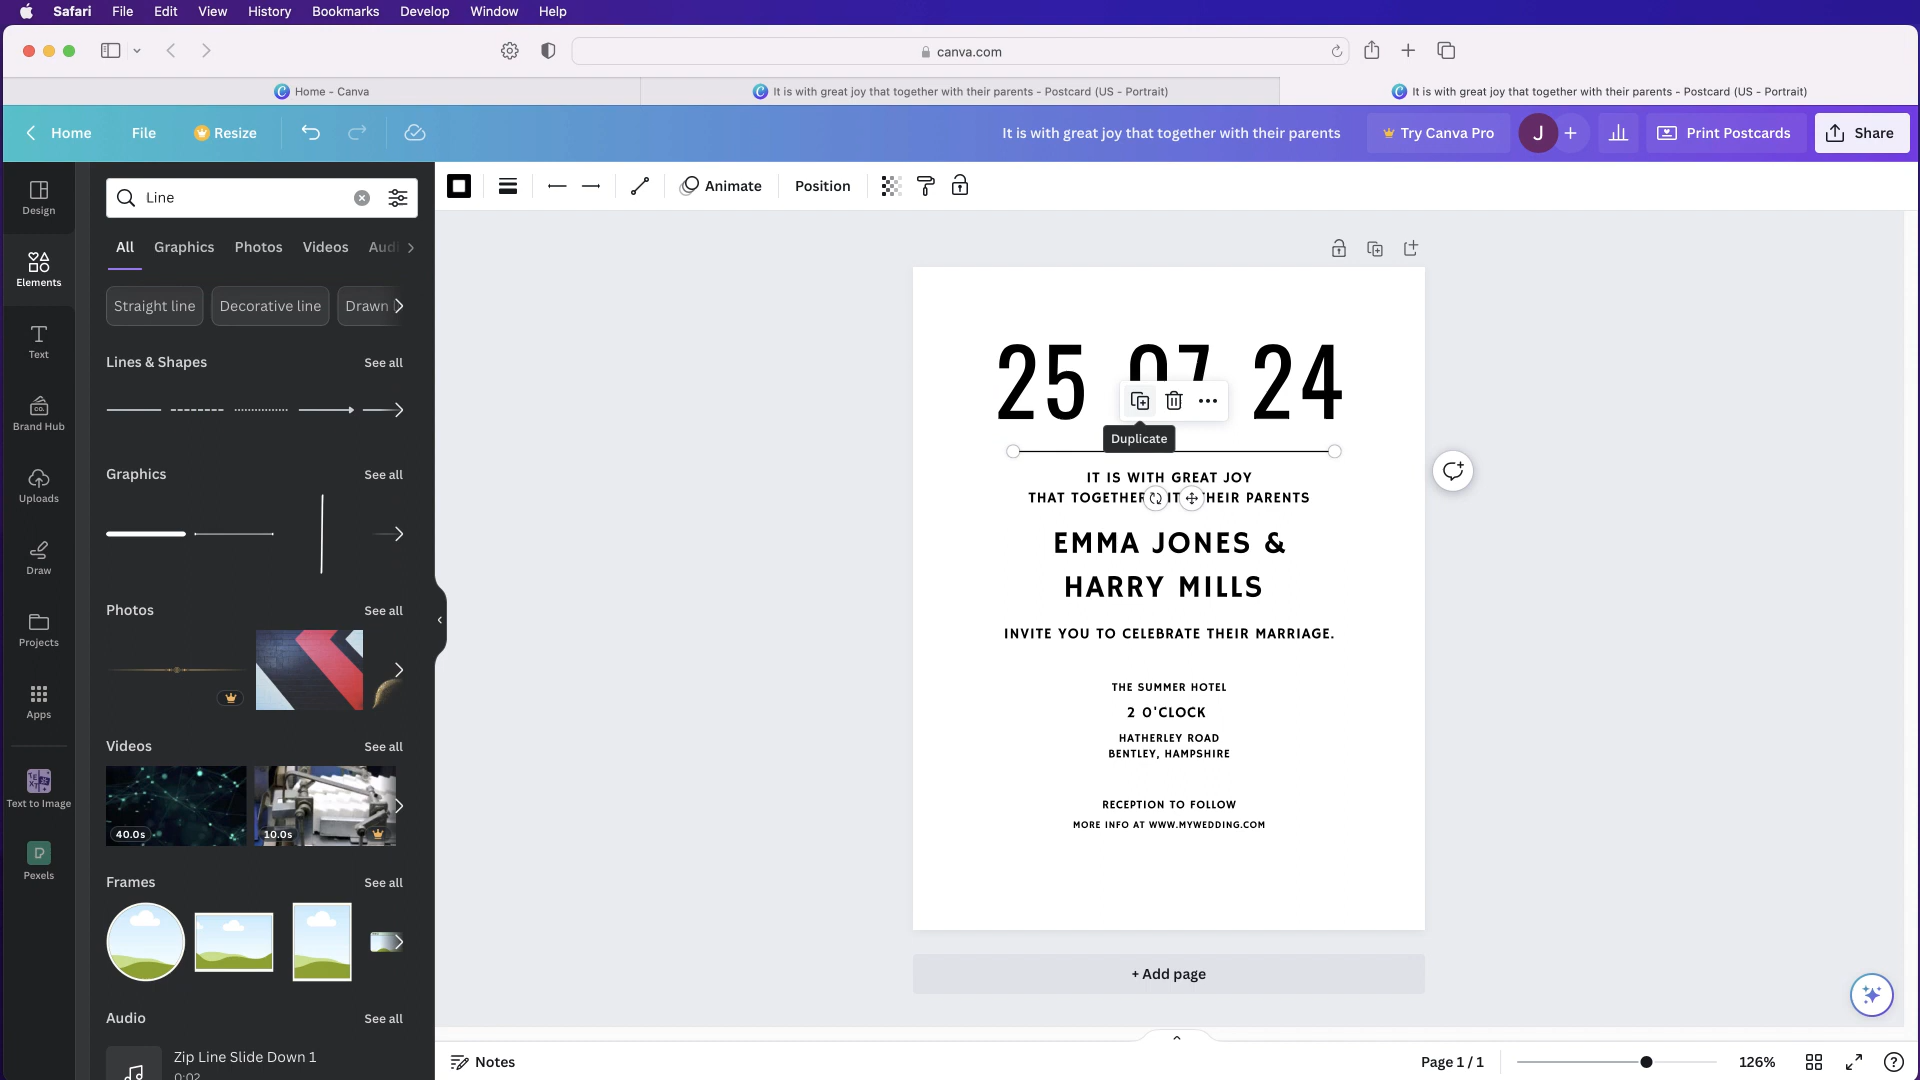 Safari File Edit View History Bookmarks Develop Window Help
canva.com
Home - Canva
It is with great joy that together with their parents - Postcard (US - Portrait)
It is with great joy that together with their parents - Postcard (US - Portrait)
Home File Resize
It is with great joy that together with their parents
Try Canva Pro
J
Print Postcards
Share
Design
Elements
Text
Brand Hub
Uploads
Draw
Projects
Apps
Text to Image
Pexels
Line
All Graphics Photos Videos
Straight line Decorative line Drawn
Lines & Shapes See all
Graphics See all
Photos See all
Videos See all
40.0s 10.0s
Frames See all
Audio See all
Zip Line Slide Down 1
0:02
Animate Position
25 07 24
Duplicate
IT IS WITH GREAT JOY
THAT TOGETHER WITH THEIR PARENTS
EMMA JONES &
HARRY MILLS
INVITE YOU TO CELEBRATE THEIR MARRIAGE.
THE SUMMER HOTEL
2 O'CLOCK
HATHERLEY ROAD
BENTLEY, HAMPSHIRE
RECEPTION TO FOLLOW
MORE INFO AT WWW.MYWEDDING.COM
+ Add page
Notes
Page 1 / 1
126%